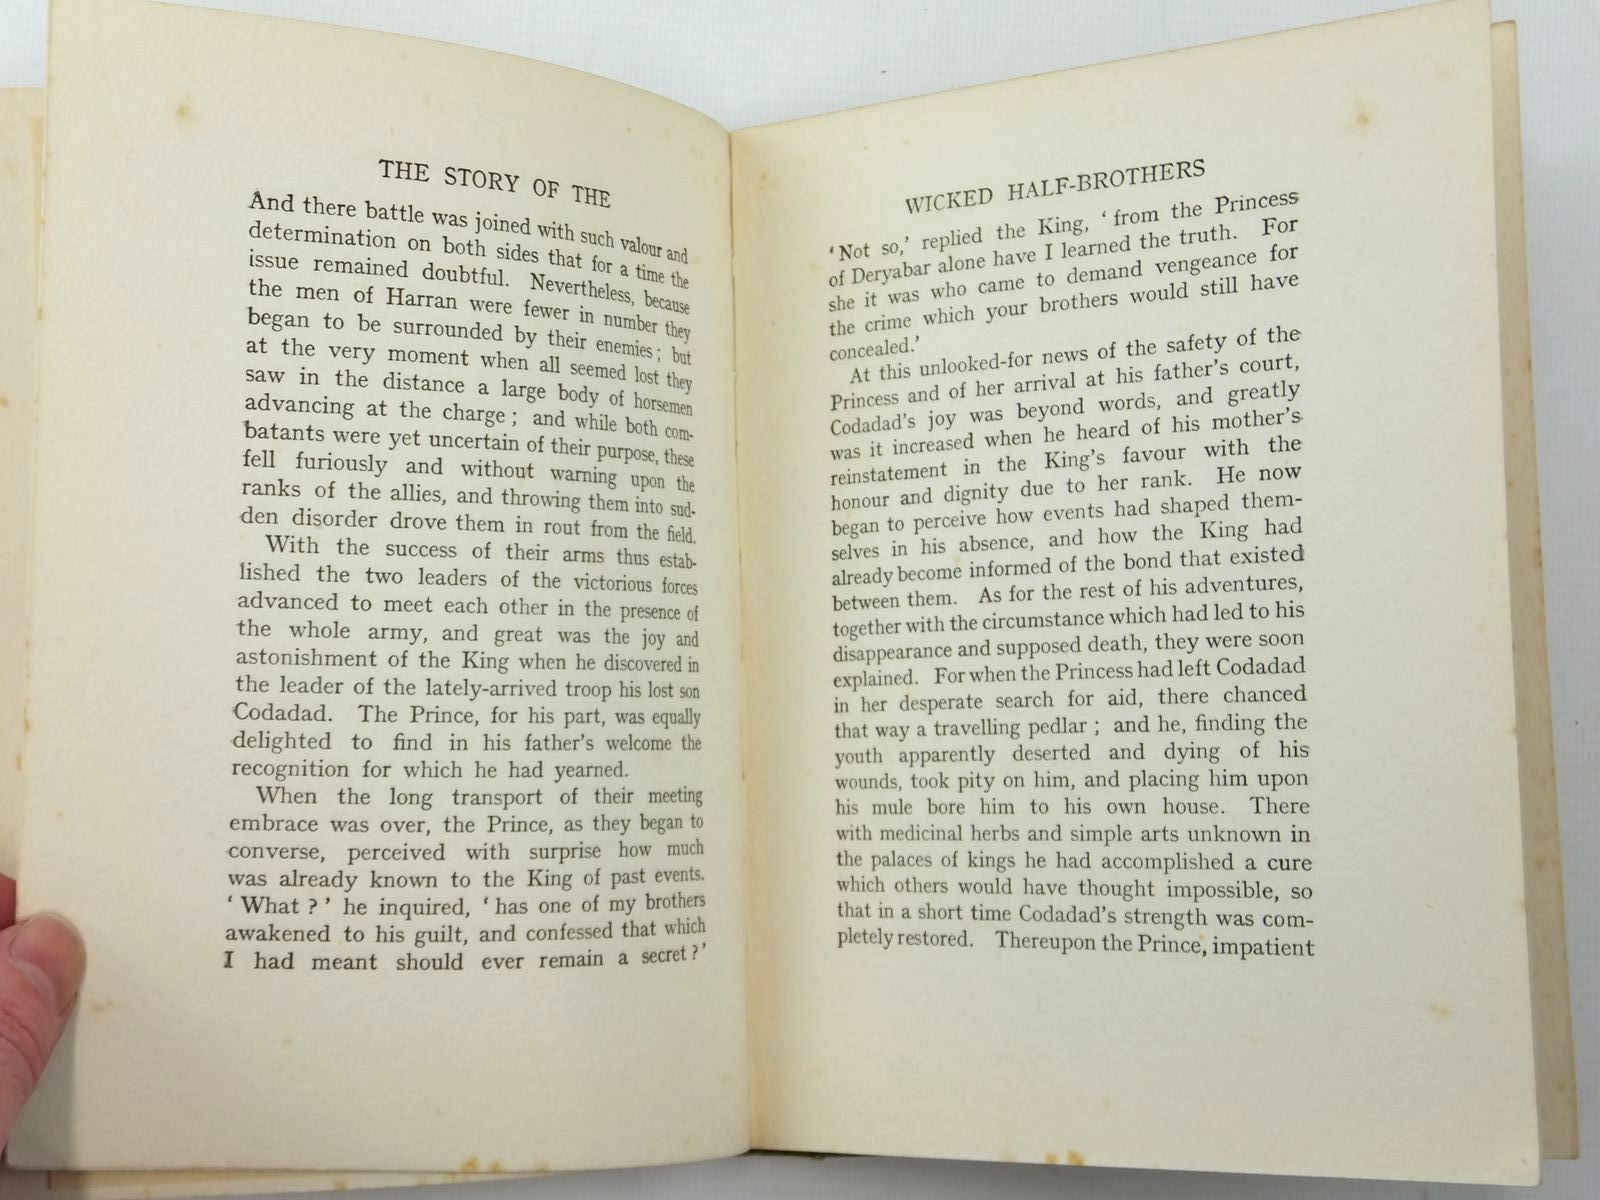 THE STORY OF THE
And there battle was joined with such valour and
determination on both sides that for a time the
issue remained doubtful. Nevertheless, because
the men of Harran were fewer in number they
began to be surrounded by their enemies; but
at the very moment when all seemed lost they
saw in the distance a large body of horsemen
advancing at the charge; and while both com-
batants were yet uncertain of their purpose, these
fell furiously and without warning upon the
ranks of the allies, and throwing them into sud-
den disorder drove them in rout from the field.
With the success of their arms thus estab-
lished the two leaders of the victorious forces
advanced to meet each other in the presence of
the whole army, and great was the joy and
astonishment of the King when he discovered in
the leader of the lately-arrived troop his lost son
Codadad. The Prince, for his part, was equally
delighted to find in his father's welcome the
recognition for which he had yearned.
When the long transport of their meeting
embrace was over, the Prince, as they began to
converse, perceived with surprise how much
was already known to the King of past events.
'What?' he inquired, 'has one of my brothers
awakened to his guilt, and confessed that which
I had meant should ever remain a secret?'
WICKED HALF-BROTHERS
'Not so,' replied the King, 'from the Princess
of Deryabar alone have I learned the truth. For
she it was who came to demand vengeance for
the crime which your brothers would still have
concealed.'
At this unlooked-for news of the safety of the
Princess and of her arrival at his father's court,
Codadad's joy was beyond words, and greatly
was it increased when he heard of his mother's
reinstatement in the King's favour with the
honour and dignity due to her rank. He now
began to perceive how events had shaped them-
selves in his absence, and how the King had
already become informed of the bond that existed
between them. As for the rest of his adventures,
together with the circumstance which had led to his
disappearance and supposed death, they were soon
explained. For when the Princess had left Codadad
in her desperate search for aid, there chanced
that way a travelling pedlar; and he, finding the
youth apparently deserted and dying of his
wounds, took pity on him, and placing him upon
his mule bore him to his own house. There
with medicinal herbs and simple arts unknown in
the palaces of kings he had accomplished a cure
which others would have thought impossible, so
that in a short time Codadad's strength was com-
pletely restored. Thereupon the Prince, impatient